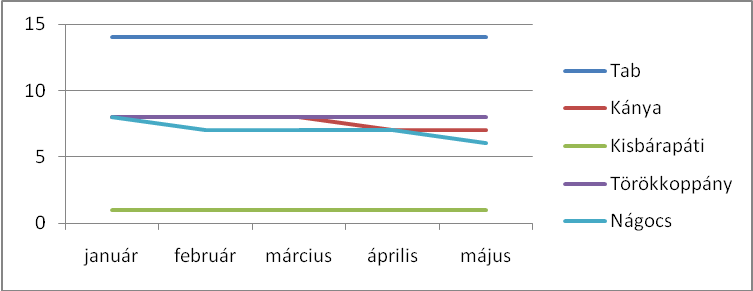 15
10
5
0
január február március április május
Tab
Kánya
Kisbárapáti
Törökkoppány
Nágocs